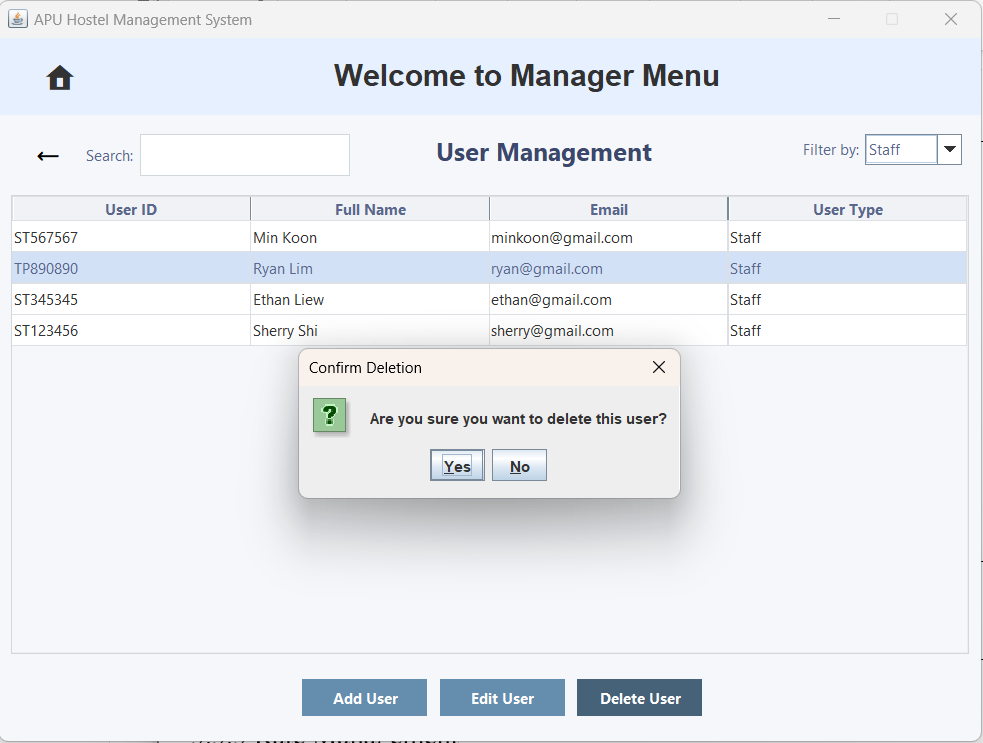 APU Hostel Management System
Welcome to Manager Menu
Search:
User Management
Filter by: Staff
User ID Full Name Email User Type
ST567567 Min Koon minkoon@gmail.com Staff
TP890890 Ryan Lim ryan@gmail.com Staff
ST345345 Ethan Liew ethan@gmail.com Staff
ST123456 Sherry Shi sherry@gmail.com Staff
Confirm Deletion
?
Are you sure you want to delete this user?
Yes No
Add User Edit User Delete User